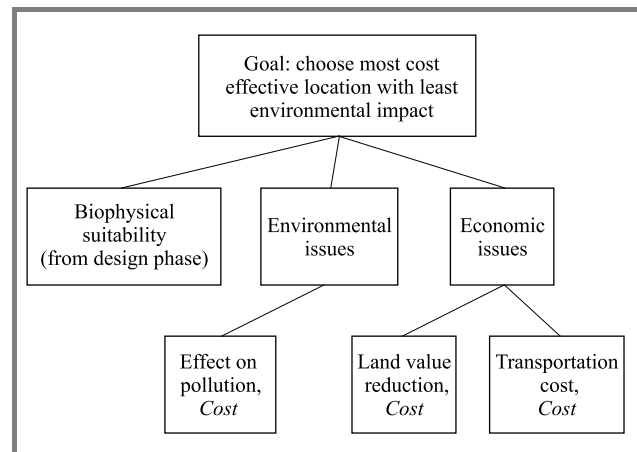 Goal: choose most cost
effective location with least
environmental impact
Biophysical
suitability
(from design phase)
Environmental
issues
Economic
issues
Effect on
pollution,
Cost
Land value
reduction,
Cost
Transportation
cost,
Cost